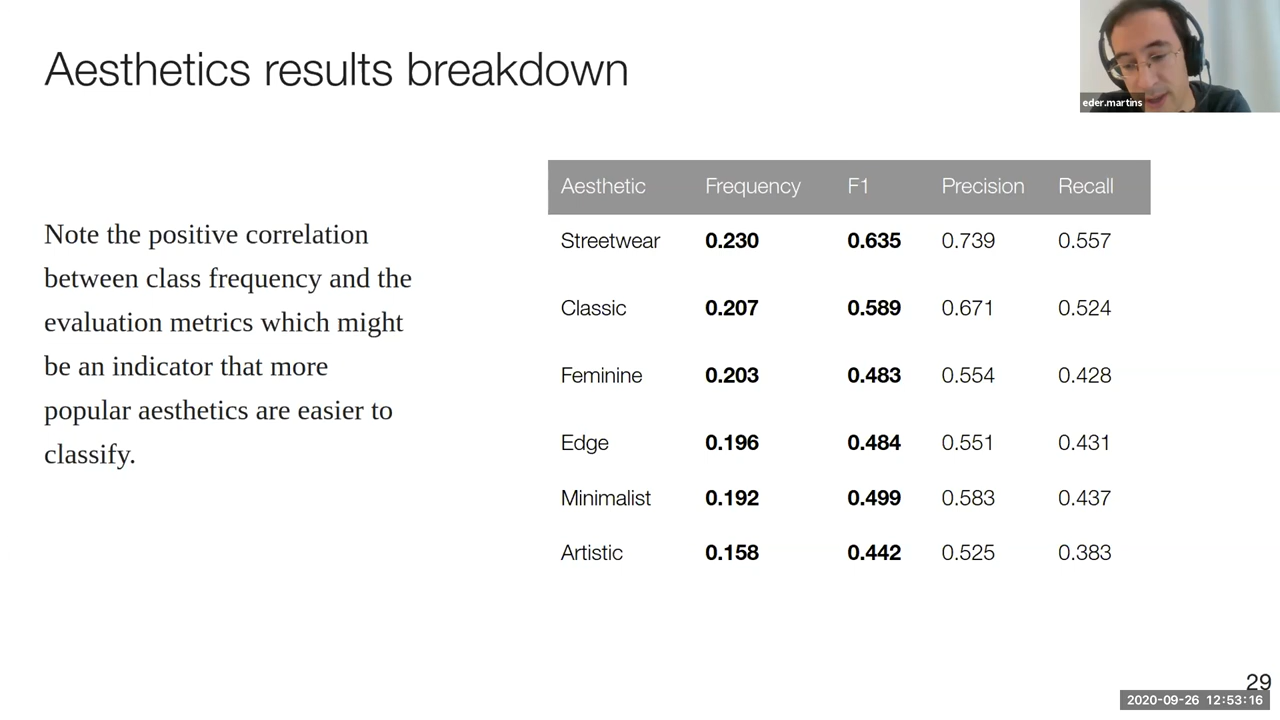 Aesthetics results breakdown
eder.martins
Note the positive correlation
between class frequency and the
evaluation metrics which might
be an indicator that more
popular aesthetics are easier to
classify.
Aesthetic Frequency F1 Precision Recall
Streetwear 0.230 0.635 0.739 0.557
Classic 0.207 0.589 0.671 0.524
Feminine 0.203 0.483 0.554 0.428
Edge 0.196 0.484 0.551 0.431
Minimalist 0.192 0.499 0.583 0.437
Artistic 0.158 0.442 0.525 0.383
29
2020-09-26 12:53:16